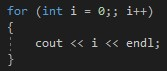 for (int i = 0;; i++)
{
    cout << i << endl;
}